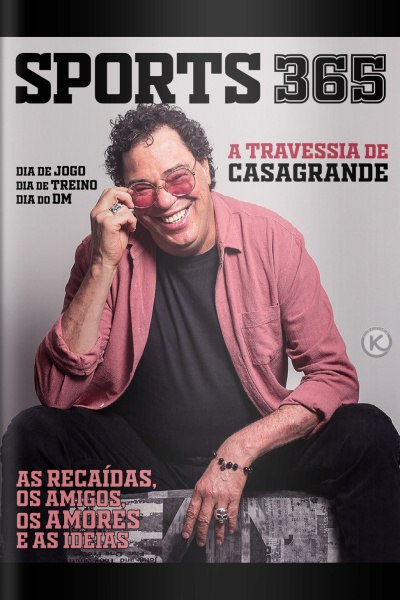 SPORTS 365
A TRAVESSIA DE
CASAGRANDE
DIA DE JOGO
DIA DE TREINO
DIA DO DM
K
AS RECAÍDAS,
OS AMIGOS,
OS AMORES
E AS IDEIAS